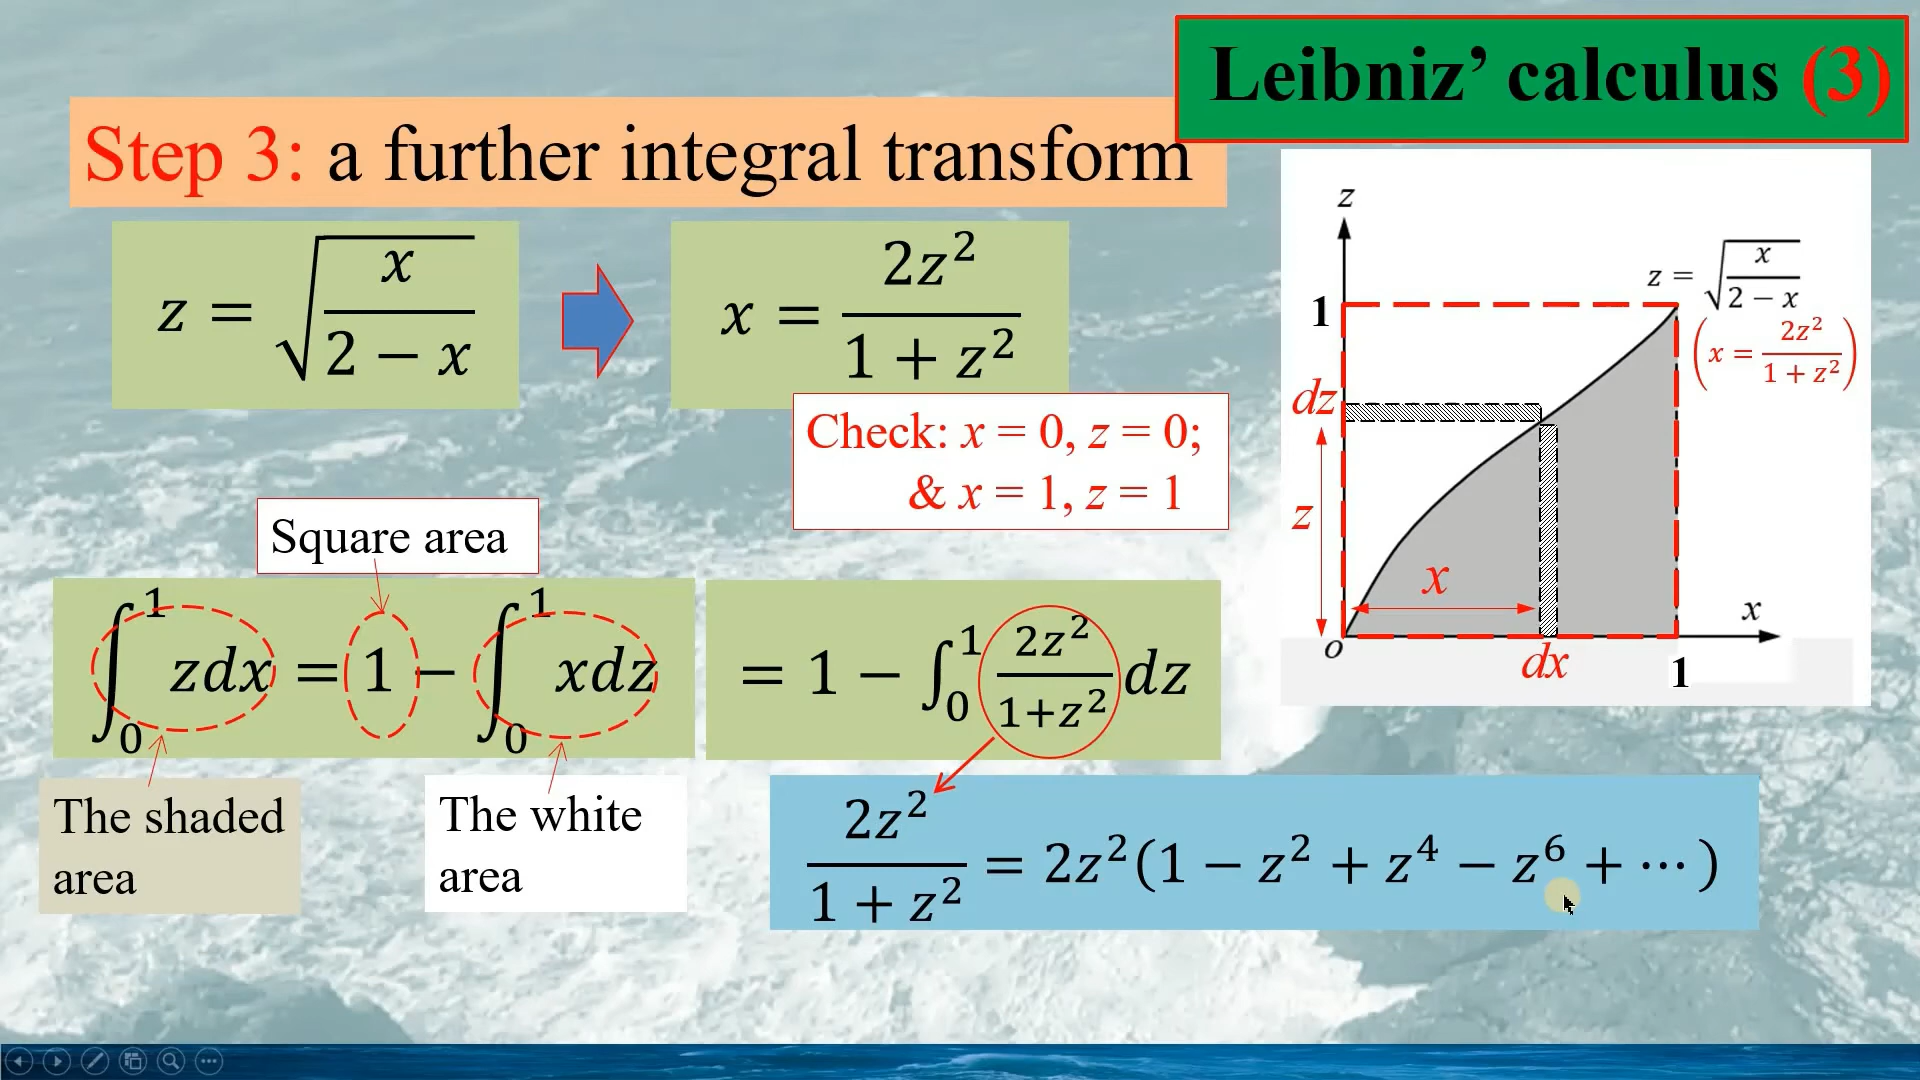 Leibniz’ calculus (3)
Step 3: a further integral transform
z = √(x / (2 − x))
x = 2z² / (1 + z²)
Check: x = 0, z = 0;
& x = 1, z = 1
Square area
∫₀¹ zdx = 1 − ∫₀¹ xdz
= 1 − ∫₀¹ 2z²/(1+z²) dz
The shaded
area
The white
area
2z² / (1 + z²) = 2z²(1 − z² + z⁴ − z⁶ + ⋯)
z
z = √(x / (2 − x))
1
(x = 2z² / (1 + z²))
dz
z
x
x
o
dx
1